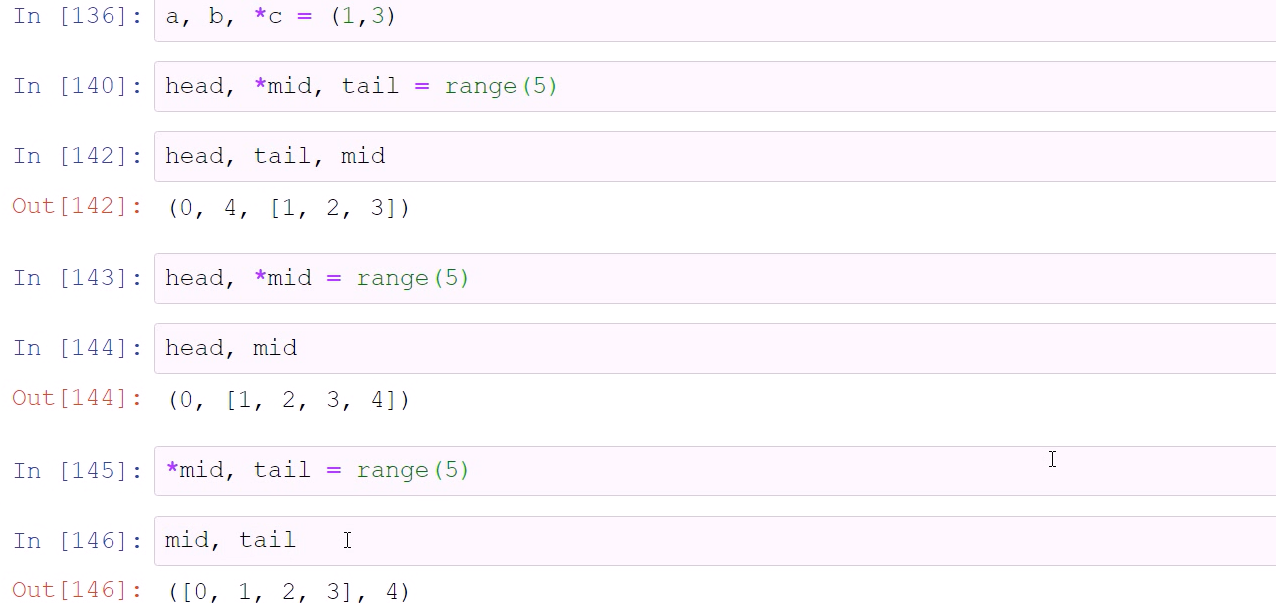 In [136]: a, b, *c = (1,3)
In [140]: head, *mid, tail = range(5)
In [142]: head, tail, mid
Out[142]: (0, 4, [1, 2, 3])
In [143]: head, *mid = range(5)
In [144]: head, mid
Out[144]: (0, [1, 2, 3, 4])
In [145]: *mid, tail = range(5)
In [146]: mid, tail
Out[146]: ([0, 1, 2, 3], 4)